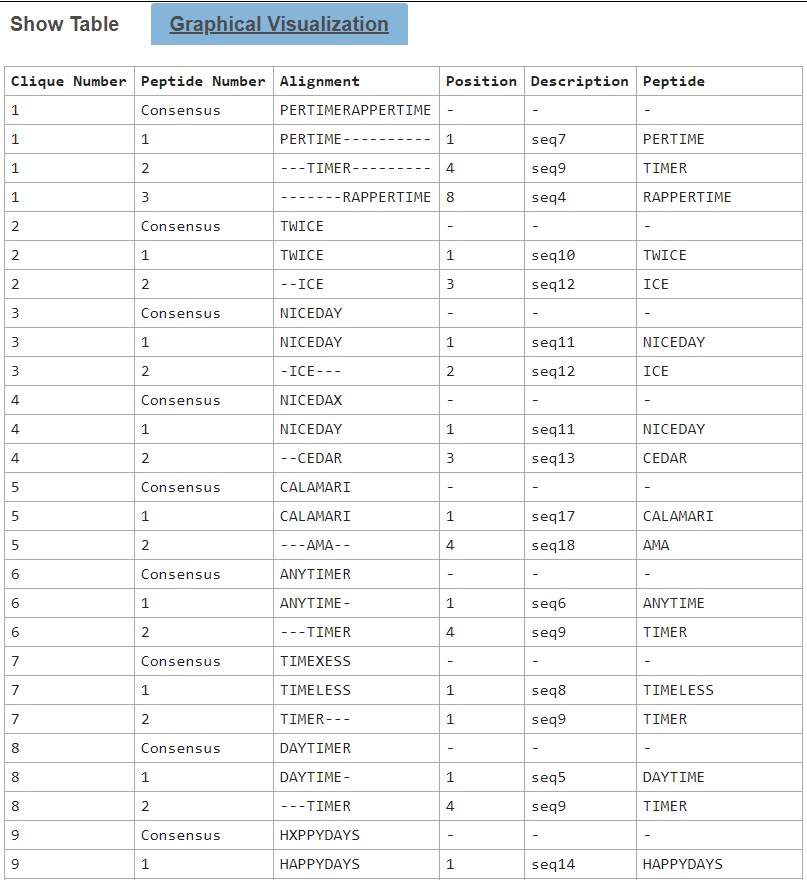 Show Table Graphical Visualization
Clique Number Peptide Number Alignment Position Description Peptide
1 Consensus PERTIMERAPPERTIME - - -
1 1 PERTIME---------- 1 seq7 PERTIME
1 2 ---TIMER--------- 4 seq9 TIMER
1 3 -------RAPPERTIME 8 seq4 RAPPERTIME
2 Consensus TWICE - - -
2 1 TWICE 1 seq10 TWICE
2 2 --ICE 3 seq12 ICE
3 Consensus NICEDAY - - -
3 1 NICEDAY 1 seq11 NICEDAY
3 2 -ICE--- 2 seq12 ICE
4 Consensus NICEDAX - - -
4 1 NICEDAY 1 seq11 NICEDAY
4 2 --CEDAR 3 seq13 CEDAR
5 Consensus CALAMARI - - -
5 1 CALAMARI 1 seq17 CALAMARI
5 2 ---AMA-- 4 seq18 AMA
6 Consensus ANYTIMER - - -
6 1 ANYTIME- 1 seq6 ANYTIME
6 2 ---TIMER 4 seq9 TIMER
7 Consensus TIMEXESS - - -
7 1 TIMELESS 1 seq8 TIMELESS
7 2 TIMER--- 1 seq9 TIMER
8 Consensus DAYTIMER - - -
8 1 DAYTIME- 1 seq5 DAYTIME
8 2 ---TIMER 4 seq9 TIMER
9 Consensus HXPPYDAYS - - -
9 1 HAPPYDAYS 1 seq14 HAPPYDAYS